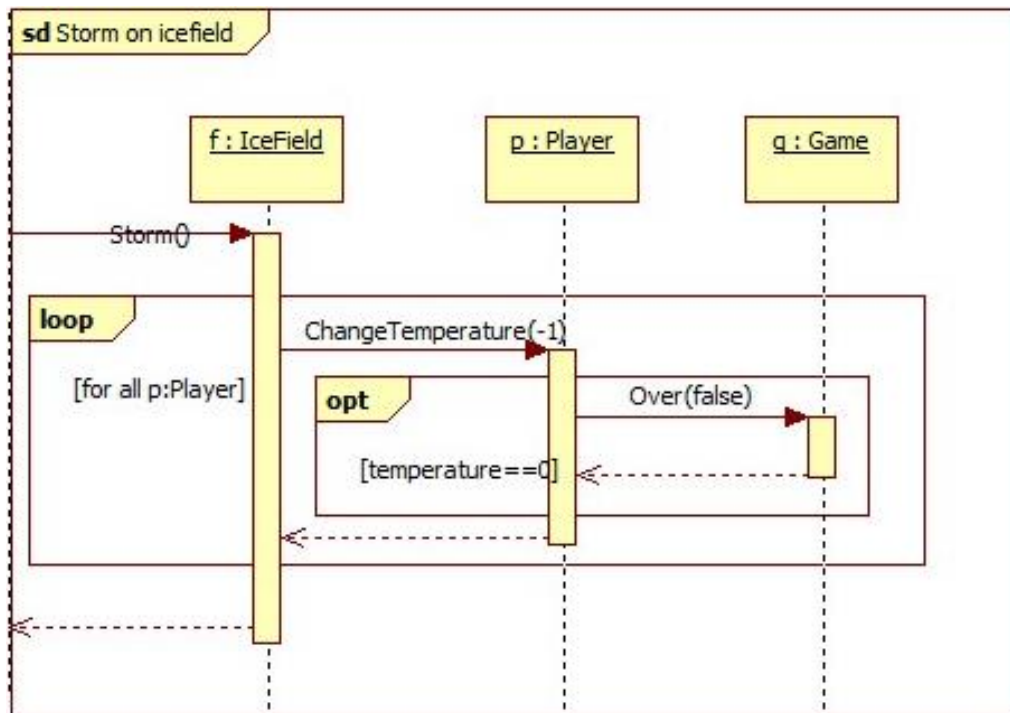 sd Storm on icefield
f : IceField
p : Player
g : Game
Storm()
loop
ChangeTemperature(-1)
[for all p:Player]
opt
Over(false)
[temperature==0]